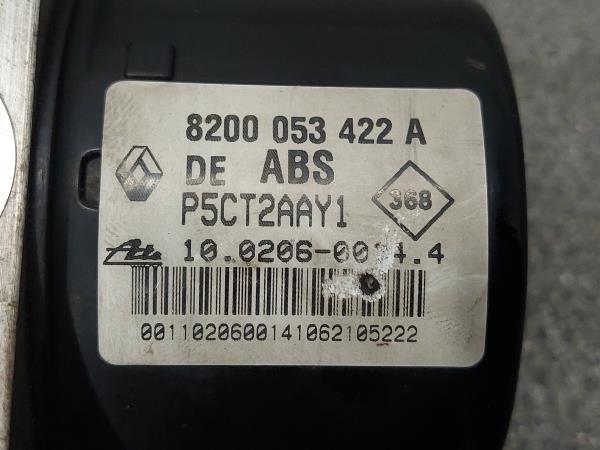 8200 053 422 A
DE ABS
P5CT2AAY1
368
Ate
0011020600141062105222